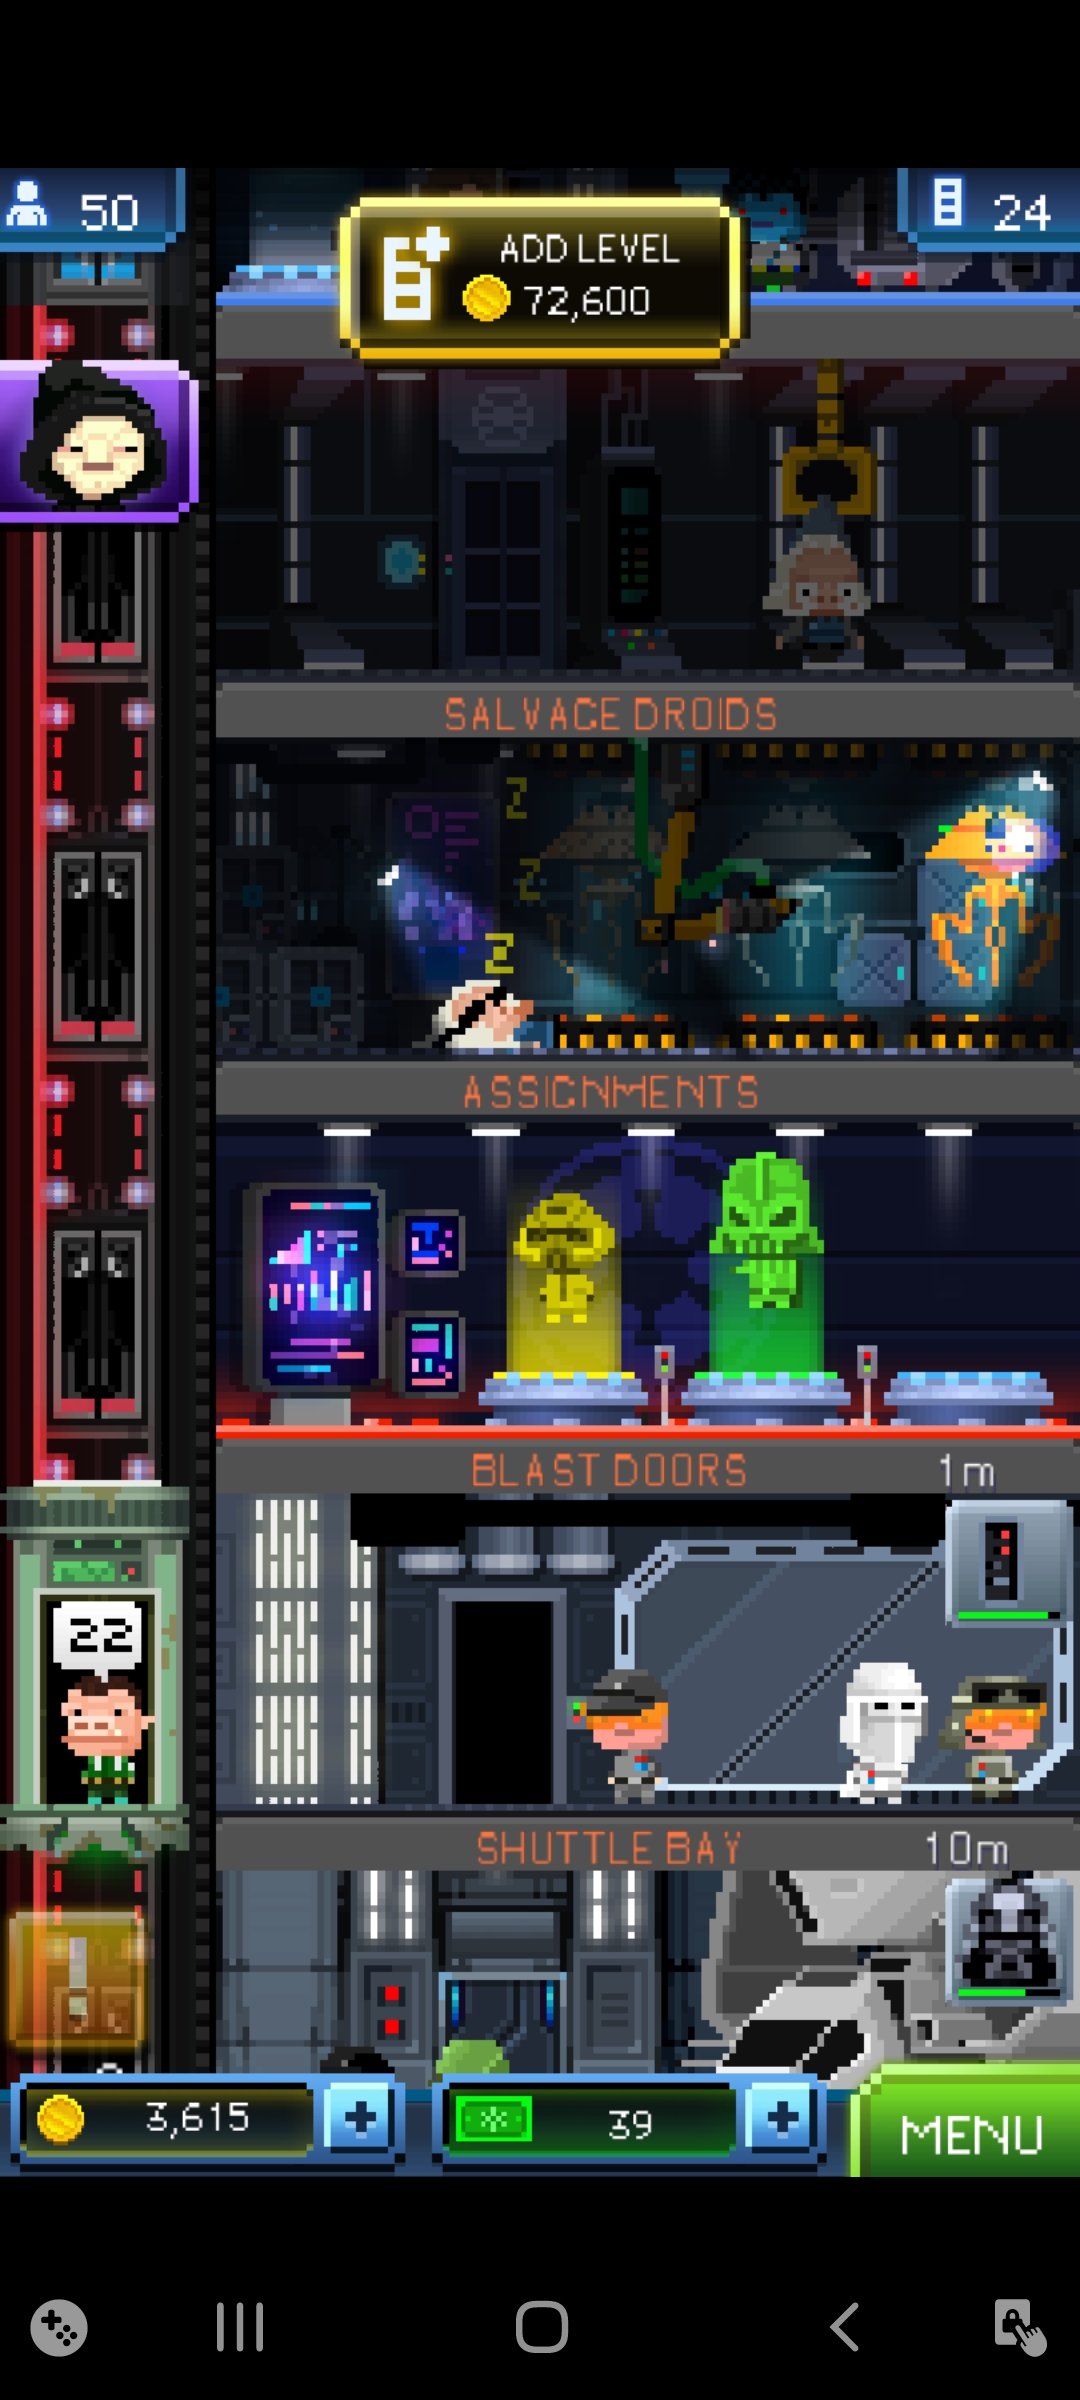 50
24
ADD LEVEL
72,600
SALVAGE DROIDS
Z
Z
Z
ASSIGNMENTS
BLAST DOORS 1m
22
SHUTTLE BAY 10m
3,615 +
39 +
MENU